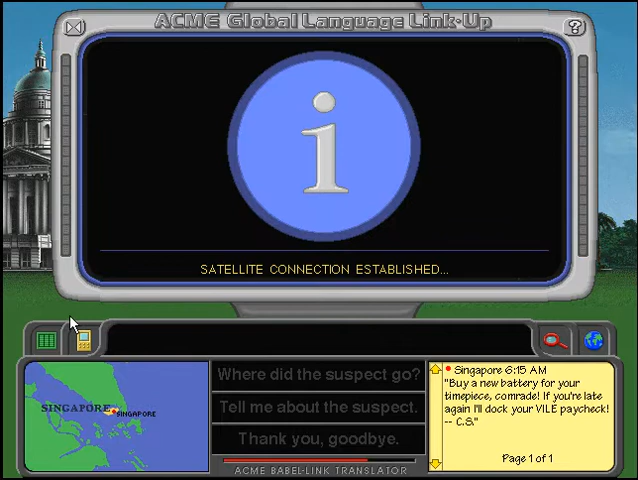 ACME Global Language Link-Up
?
i
SATELLITE CONNECTION ESTABLISHED...
SINGAPORE
SINGAPORE
Where did the suspect go?
Tell me about the suspect.
Thank you, goodbye.
ACME BABEL-LINK TRANSLATOR
Singapore 6:15 AM
"Buy a new battery for your
timepiece, comrade! If you're late
again I'll dock your VILE paycheck!
-- C.S."
Page 1 of 1